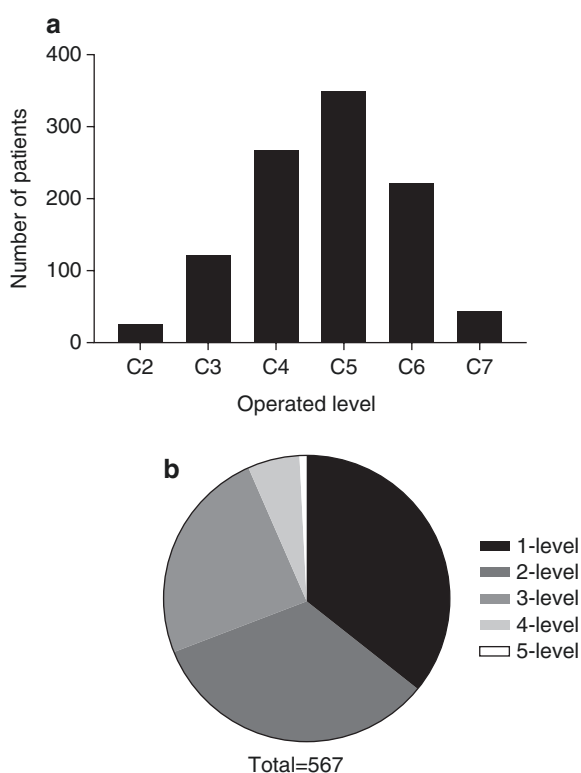 a
Number of patients
400
300
200
100
0
C2 C3 C4 C5 C6 C7
Operated level
b
1-level
2-level
3-level
4-level
5-level
Total=567